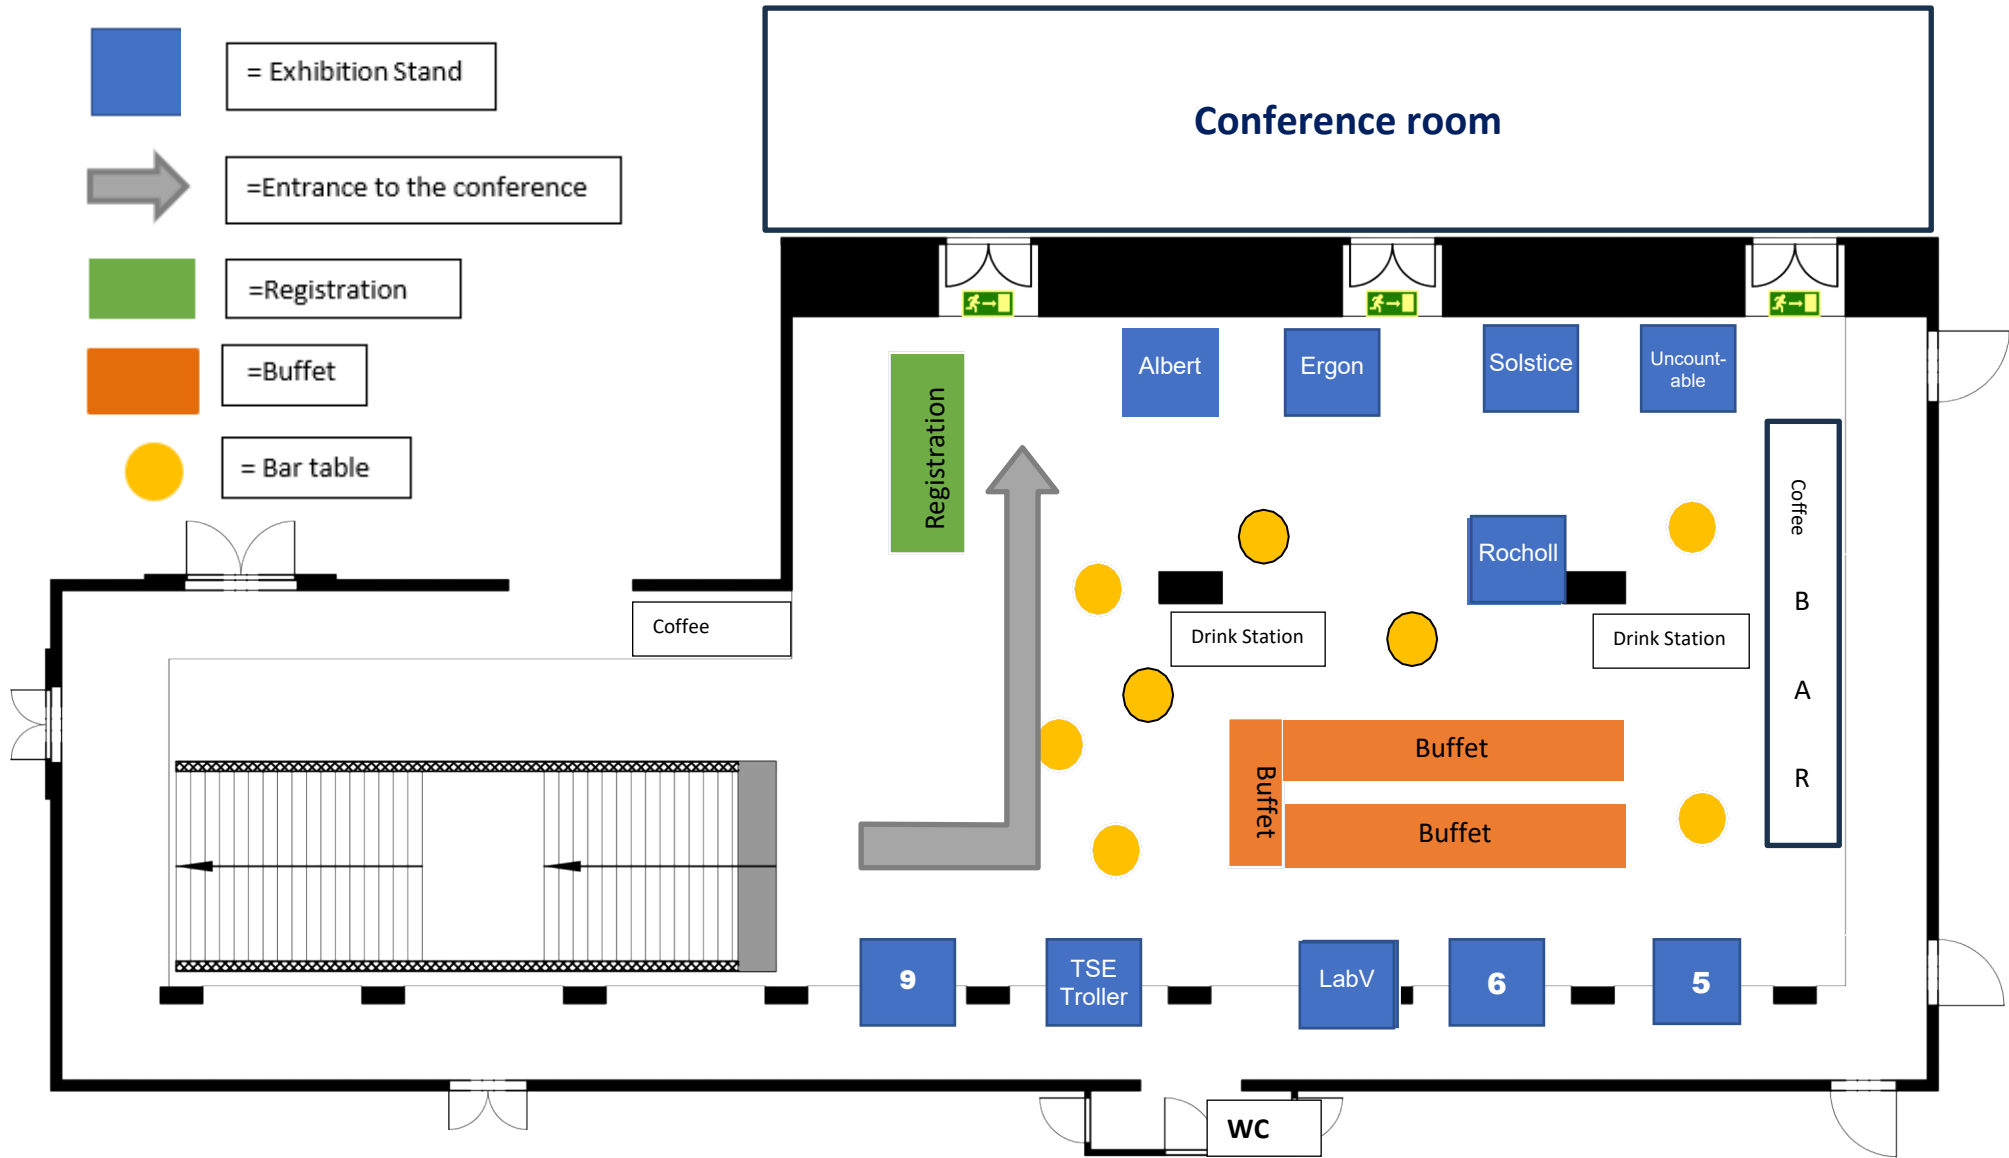 = Exhibition Stand
=Entrance to the conference
=Registration
=Buffet
= Bar table
Conference room
Albert
Ergon
Solstice
Uncount-
able
Registration
Coffee
B
A
R
Rocholl
Coffee
Drink Station
Drink Station
Buffet
Buffet
Buffet
9
TSE
Troller
LabV
6
5
WC